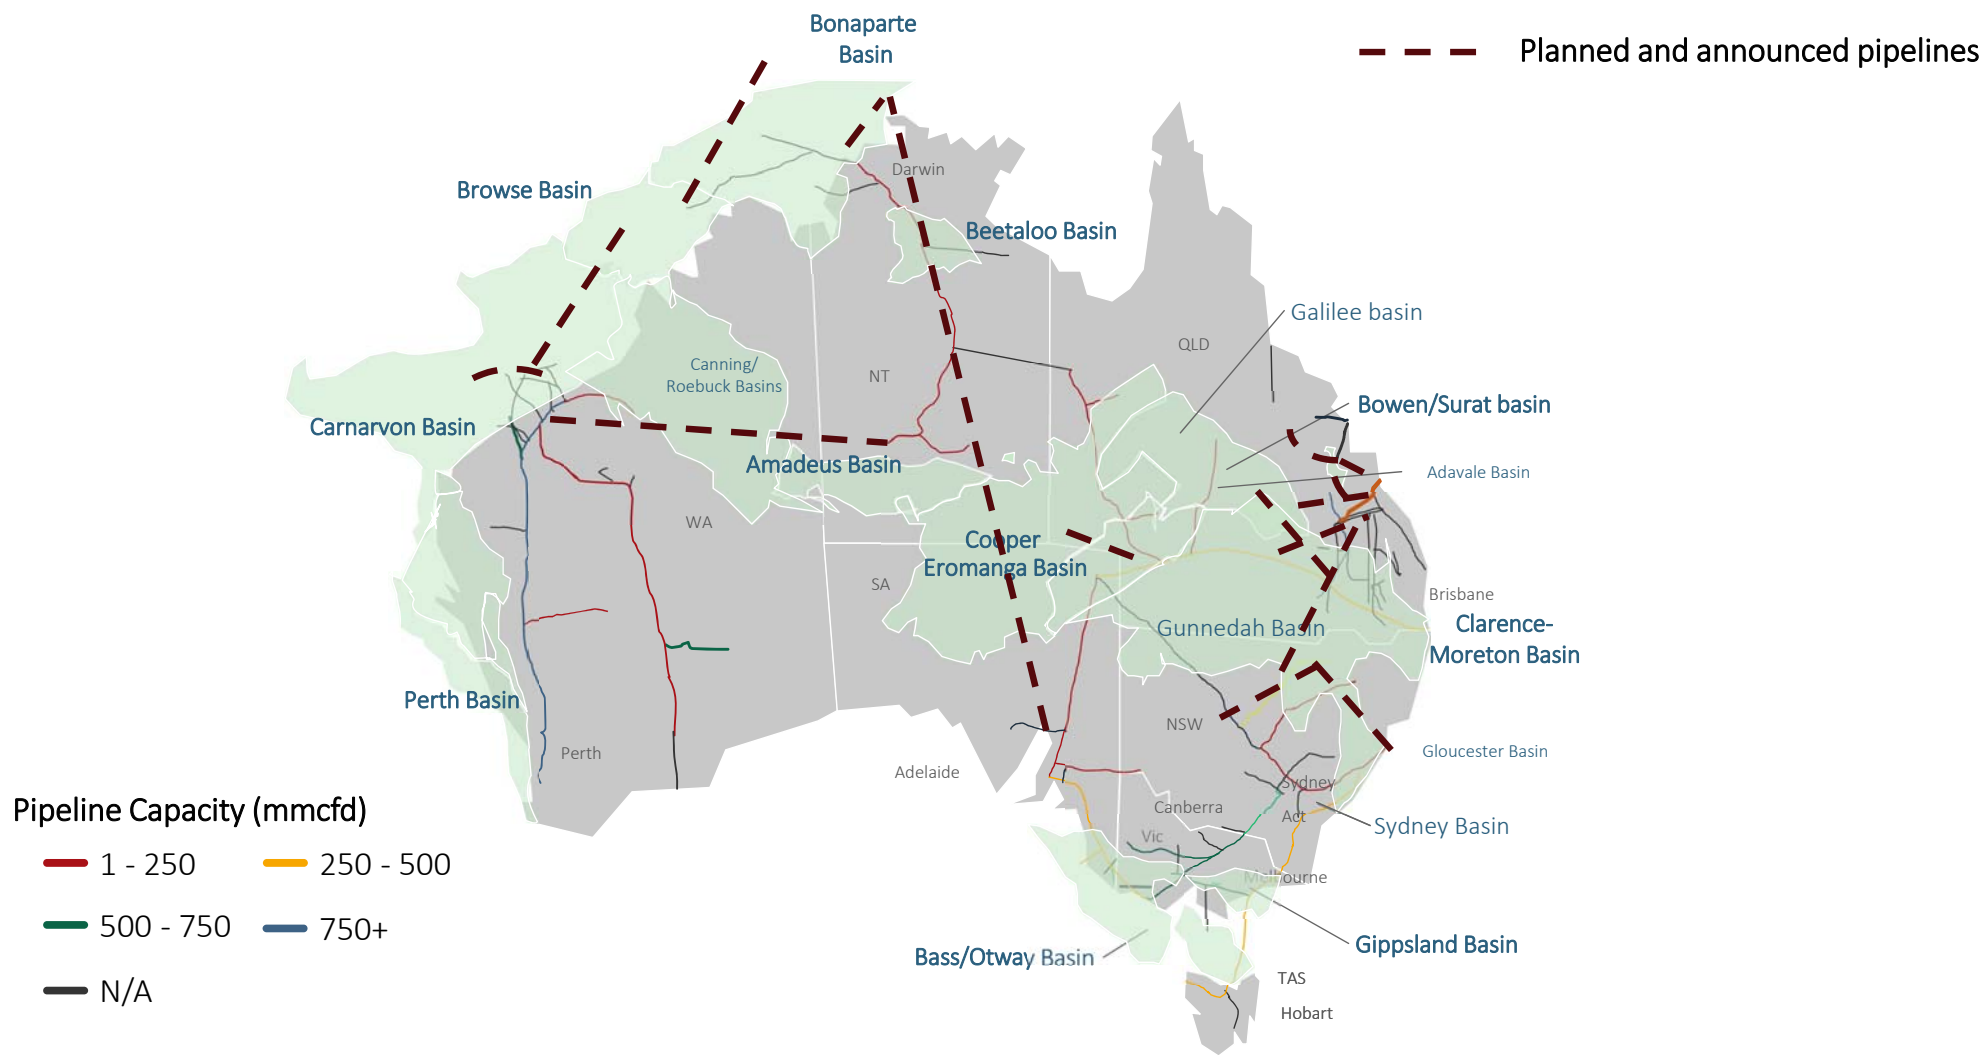 Bonaparte
Basin
Planned and announced pipelines
Darwin
Browse Basin
Beetaloo Basin
Galilee basin
QLD
Canning/
Roebuck Basins
NT
Bowen/Surat basin
Carnarvon Basin
Amadeus Basin
Adavale Basin
WA
Cooper
Eromanga Basin
SA
Brisbane
Gunnedah Basin
Clarence-
Moreton Basin
Perth Basin
NSW
Perth
Gloucester Basin
Adelaide
Sydney
Canberra
Act
Sydney Basin
Vic
Melbourne
Pipeline Capacity (mmcfd)
1 - 250
250 - 500
500 - 750
750+
N/A
Gippsland Basin
Bass/Otway Basin
TAS
Hobart